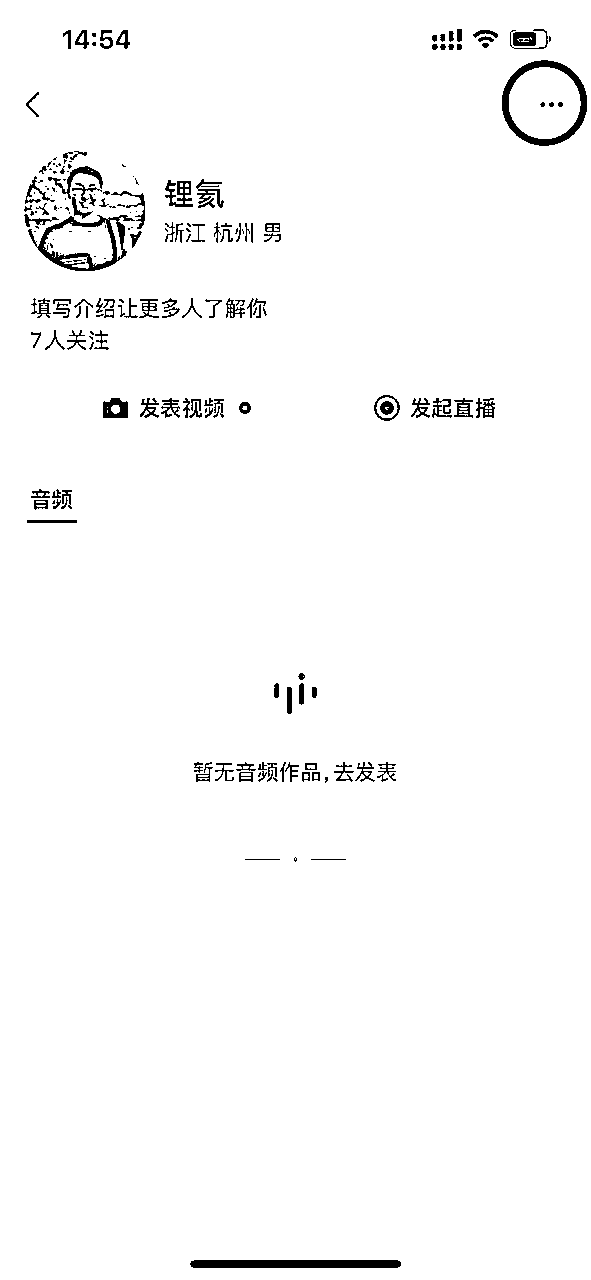 14:54
锂氦
浙江 杭州 男
填写介绍让更多人了解你
7人关注
发表视频
发起直播
音频
暂无音频作品,去发表